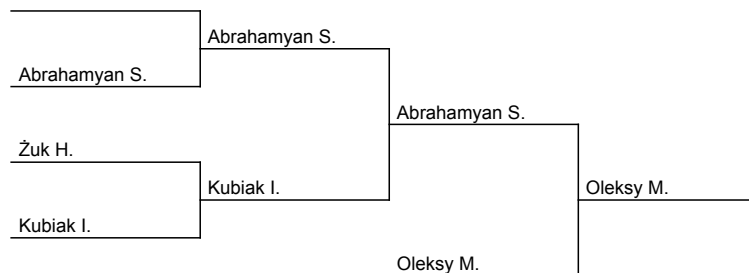 Abrahamyan S.
Abrahamyan S.
Abrahamyan S.
Żuk H.
Kubiak I.
Oleksy M.
Kubiak I.
Oleksy M.